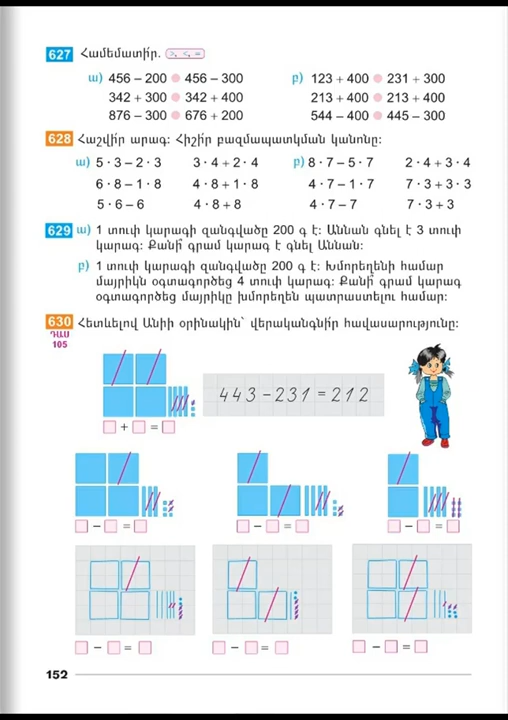 627 Համեմատի՛ր. >, <, =
ա) 456 – 200 456 – 300 բ) 123 + 400 231 + 300
342 + 300 342 + 400 213 + 400 213 + 400
876 – 300 676 + 200 544 – 400 445 – 300
628 Հաշվի՛ր արագ: Հիշի՛ր բազմապատկման կանոնը:
ա) 5 · 3 – 2 · 3 3 · 4 + 2 · 4 բ) 8 · 7 – 5 · 7 2 · 4 + 3 · 4
6 · 8 – 1 · 8 4 · 8 + 1 · 8 4 · 7 – 1 · 7 7 · 3 + 3 · 3
5 · 6 – 6 4 · 8 + 8 4 · 7 – 7 7 · 3 + 3
629 ա) 1 տուփ կարագի զանգվածը 200 գ է: Աննան գնել է 3 տուփ
կարագ: Քանի՞ գրամ կարագ է գնել Աննան:
բ) 1 տուփ կարագի զանգվածը 200 գ է: Խմորեղենի համար
մայրիկն օգտագործեց 4 տուփ կարագ: Քանի՞ գրամ կարագ
օգտագործեց մայրիկը խմորեղեն պատրաստելու համար:
630 Հետևելով Անիի օրինակին՝ վերականգնի՛ր հավասարությունը:
ԴԱՍ
105
443 – 231 = 212
+ =
– = – = – =
– = – = – =
152